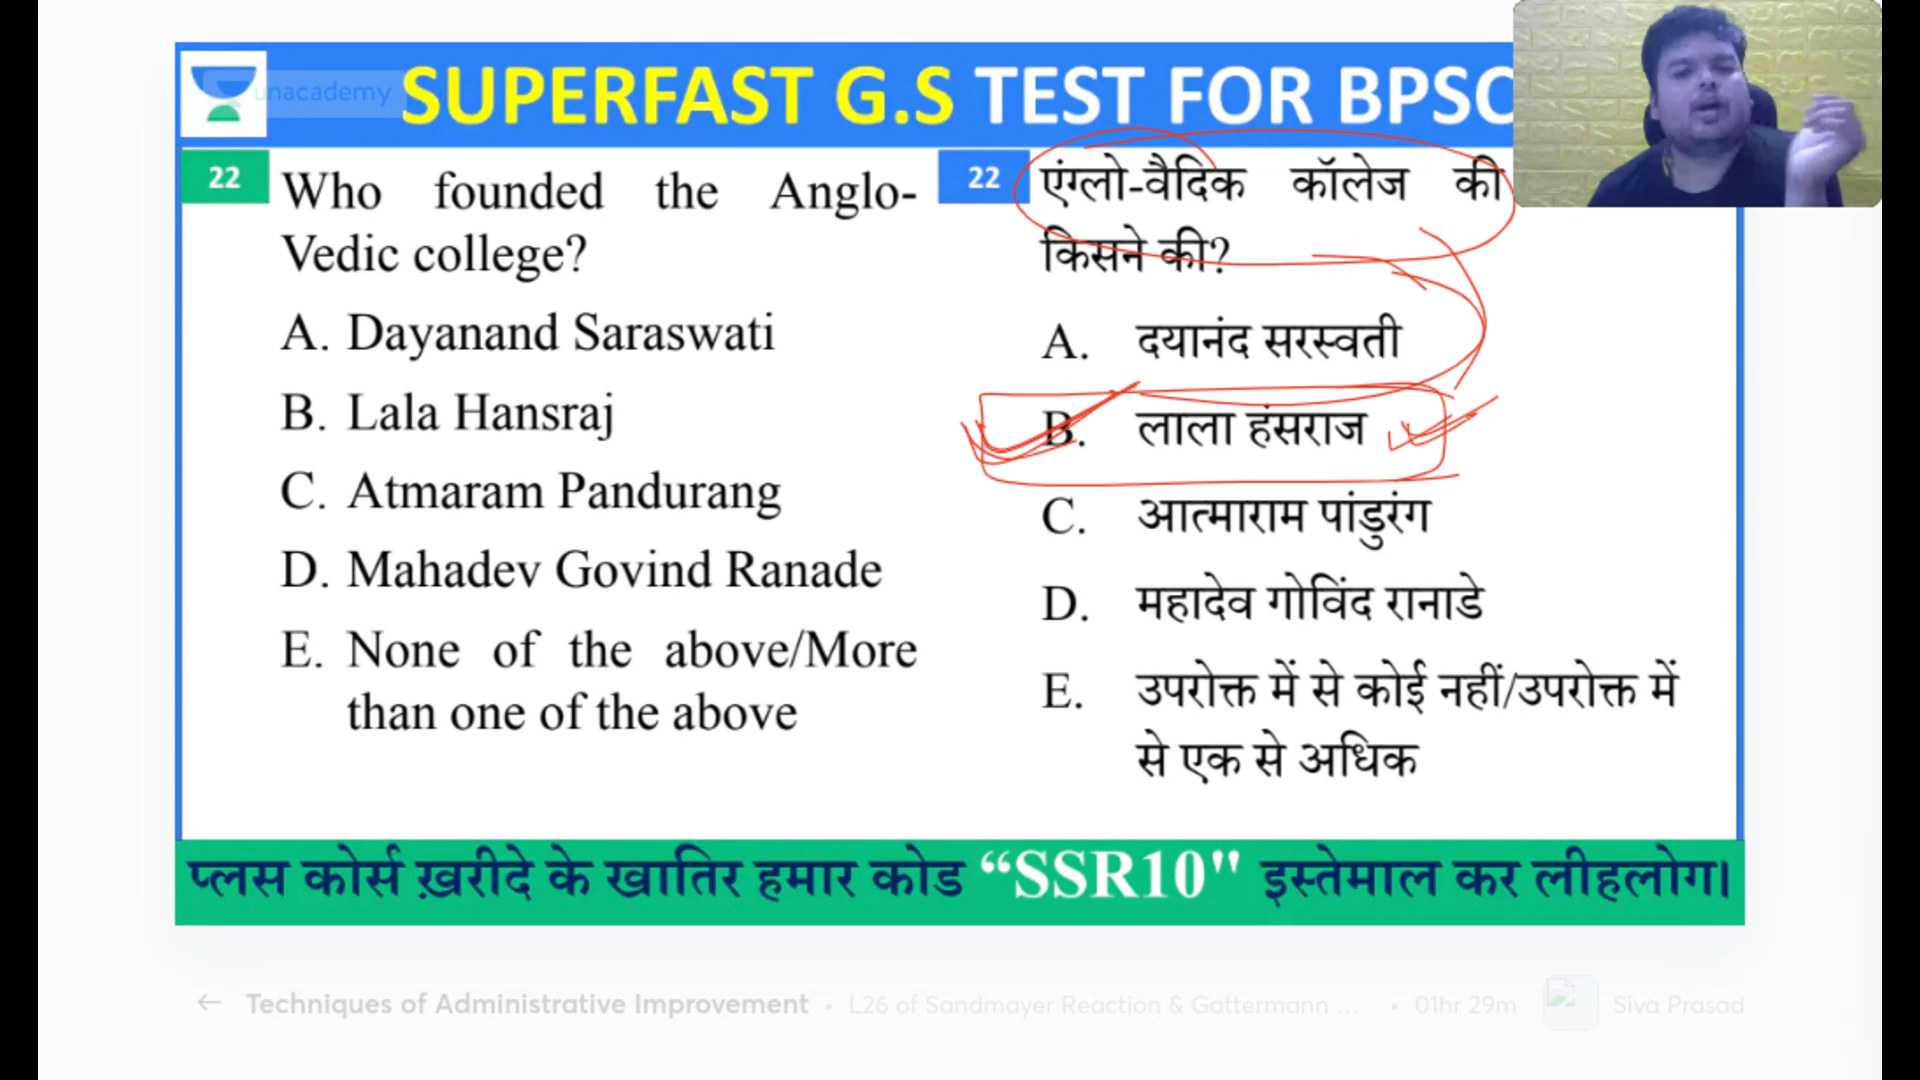 unacademy
SUPERFAST G.S TEST FOR BPSC
22
Who founded the Anglo-
Vedic college?
A. Dayanand Saraswati
B. Lala Hansraj
C. Atmaram Pandurang
D. Mahadev Govind Ranade
E. None of the above/More
than one of the above
22
एंग्लो-वैदिक कॉलेज की
किसने की?
A. दयानंद सरस्वती
B. लाला हंसराज
C. आत्माराम पांडुरंग
D. महादेव गोविंद रानाडे
E. उपरोक्त में से कोई नहीं/उपरोक्त में
से एक से अधिक
प्लस कोर्स ख़रीदे के खातिर हमार कोड “SSR10" इस्तेमाल कर लीहलोग।
← Techniques of Administrative Improvement • L26 of Sandmayer Reaction & Gattermann ... • 01hr 29m Siva Prasad